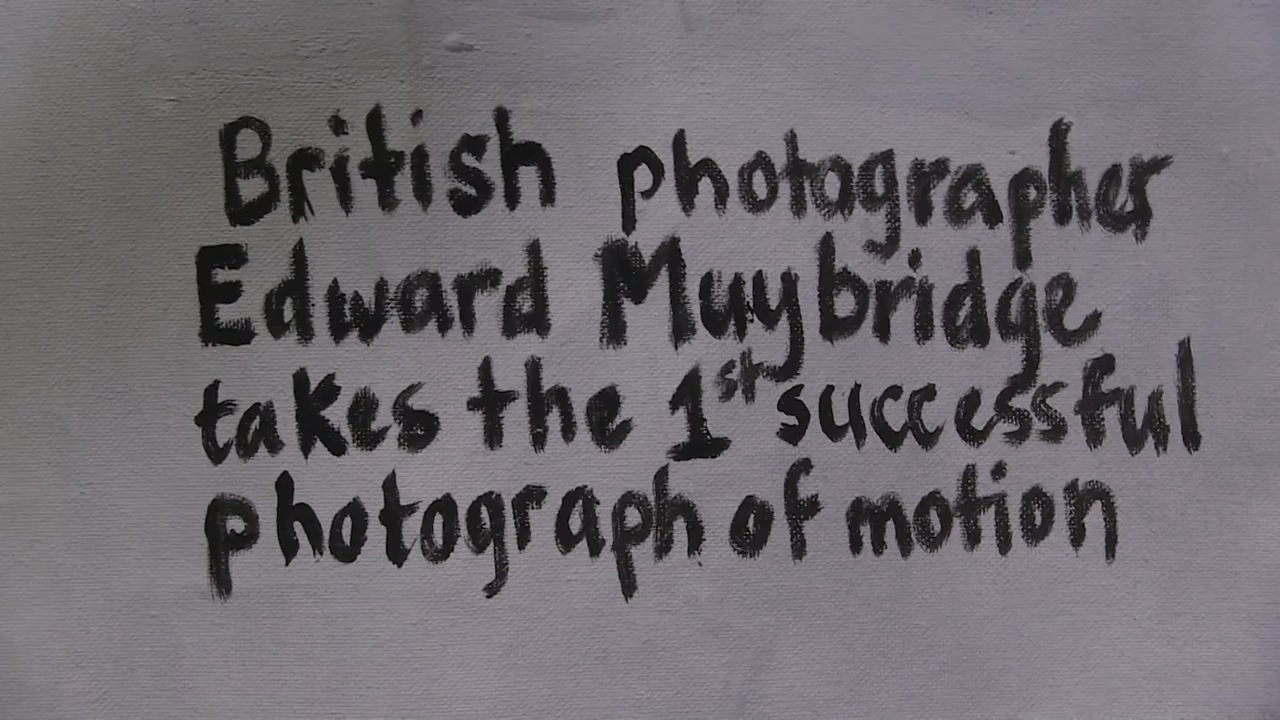 British photographer
Edward Muybridge
takes the 1st successful
photograph of motion